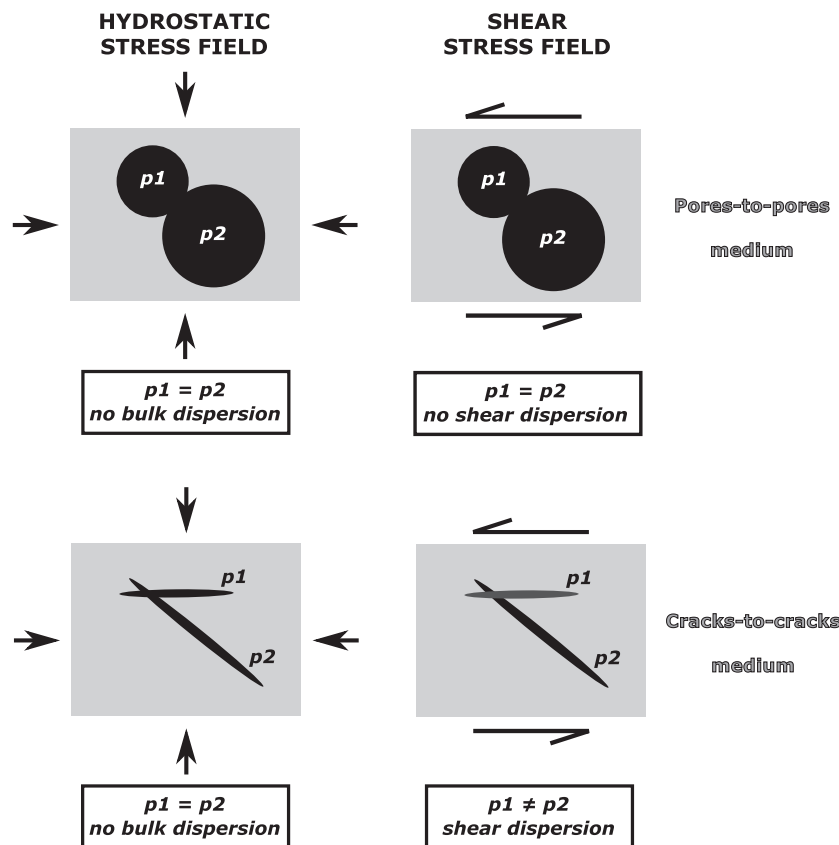 HYDROSTATIC
STRESS FIELD
SHEAR
STRESS FIELD
p1
p2
p1
p2
Pores-to-pores
medium
p1 = p2
no bulk dispersion
p1 = p2
no shear dispersion
p1
p2
p1
p2
Cracks-to-cracks
medium
p1 = p2
no bulk dispersion
p1 ≠ p2
shear dispersion